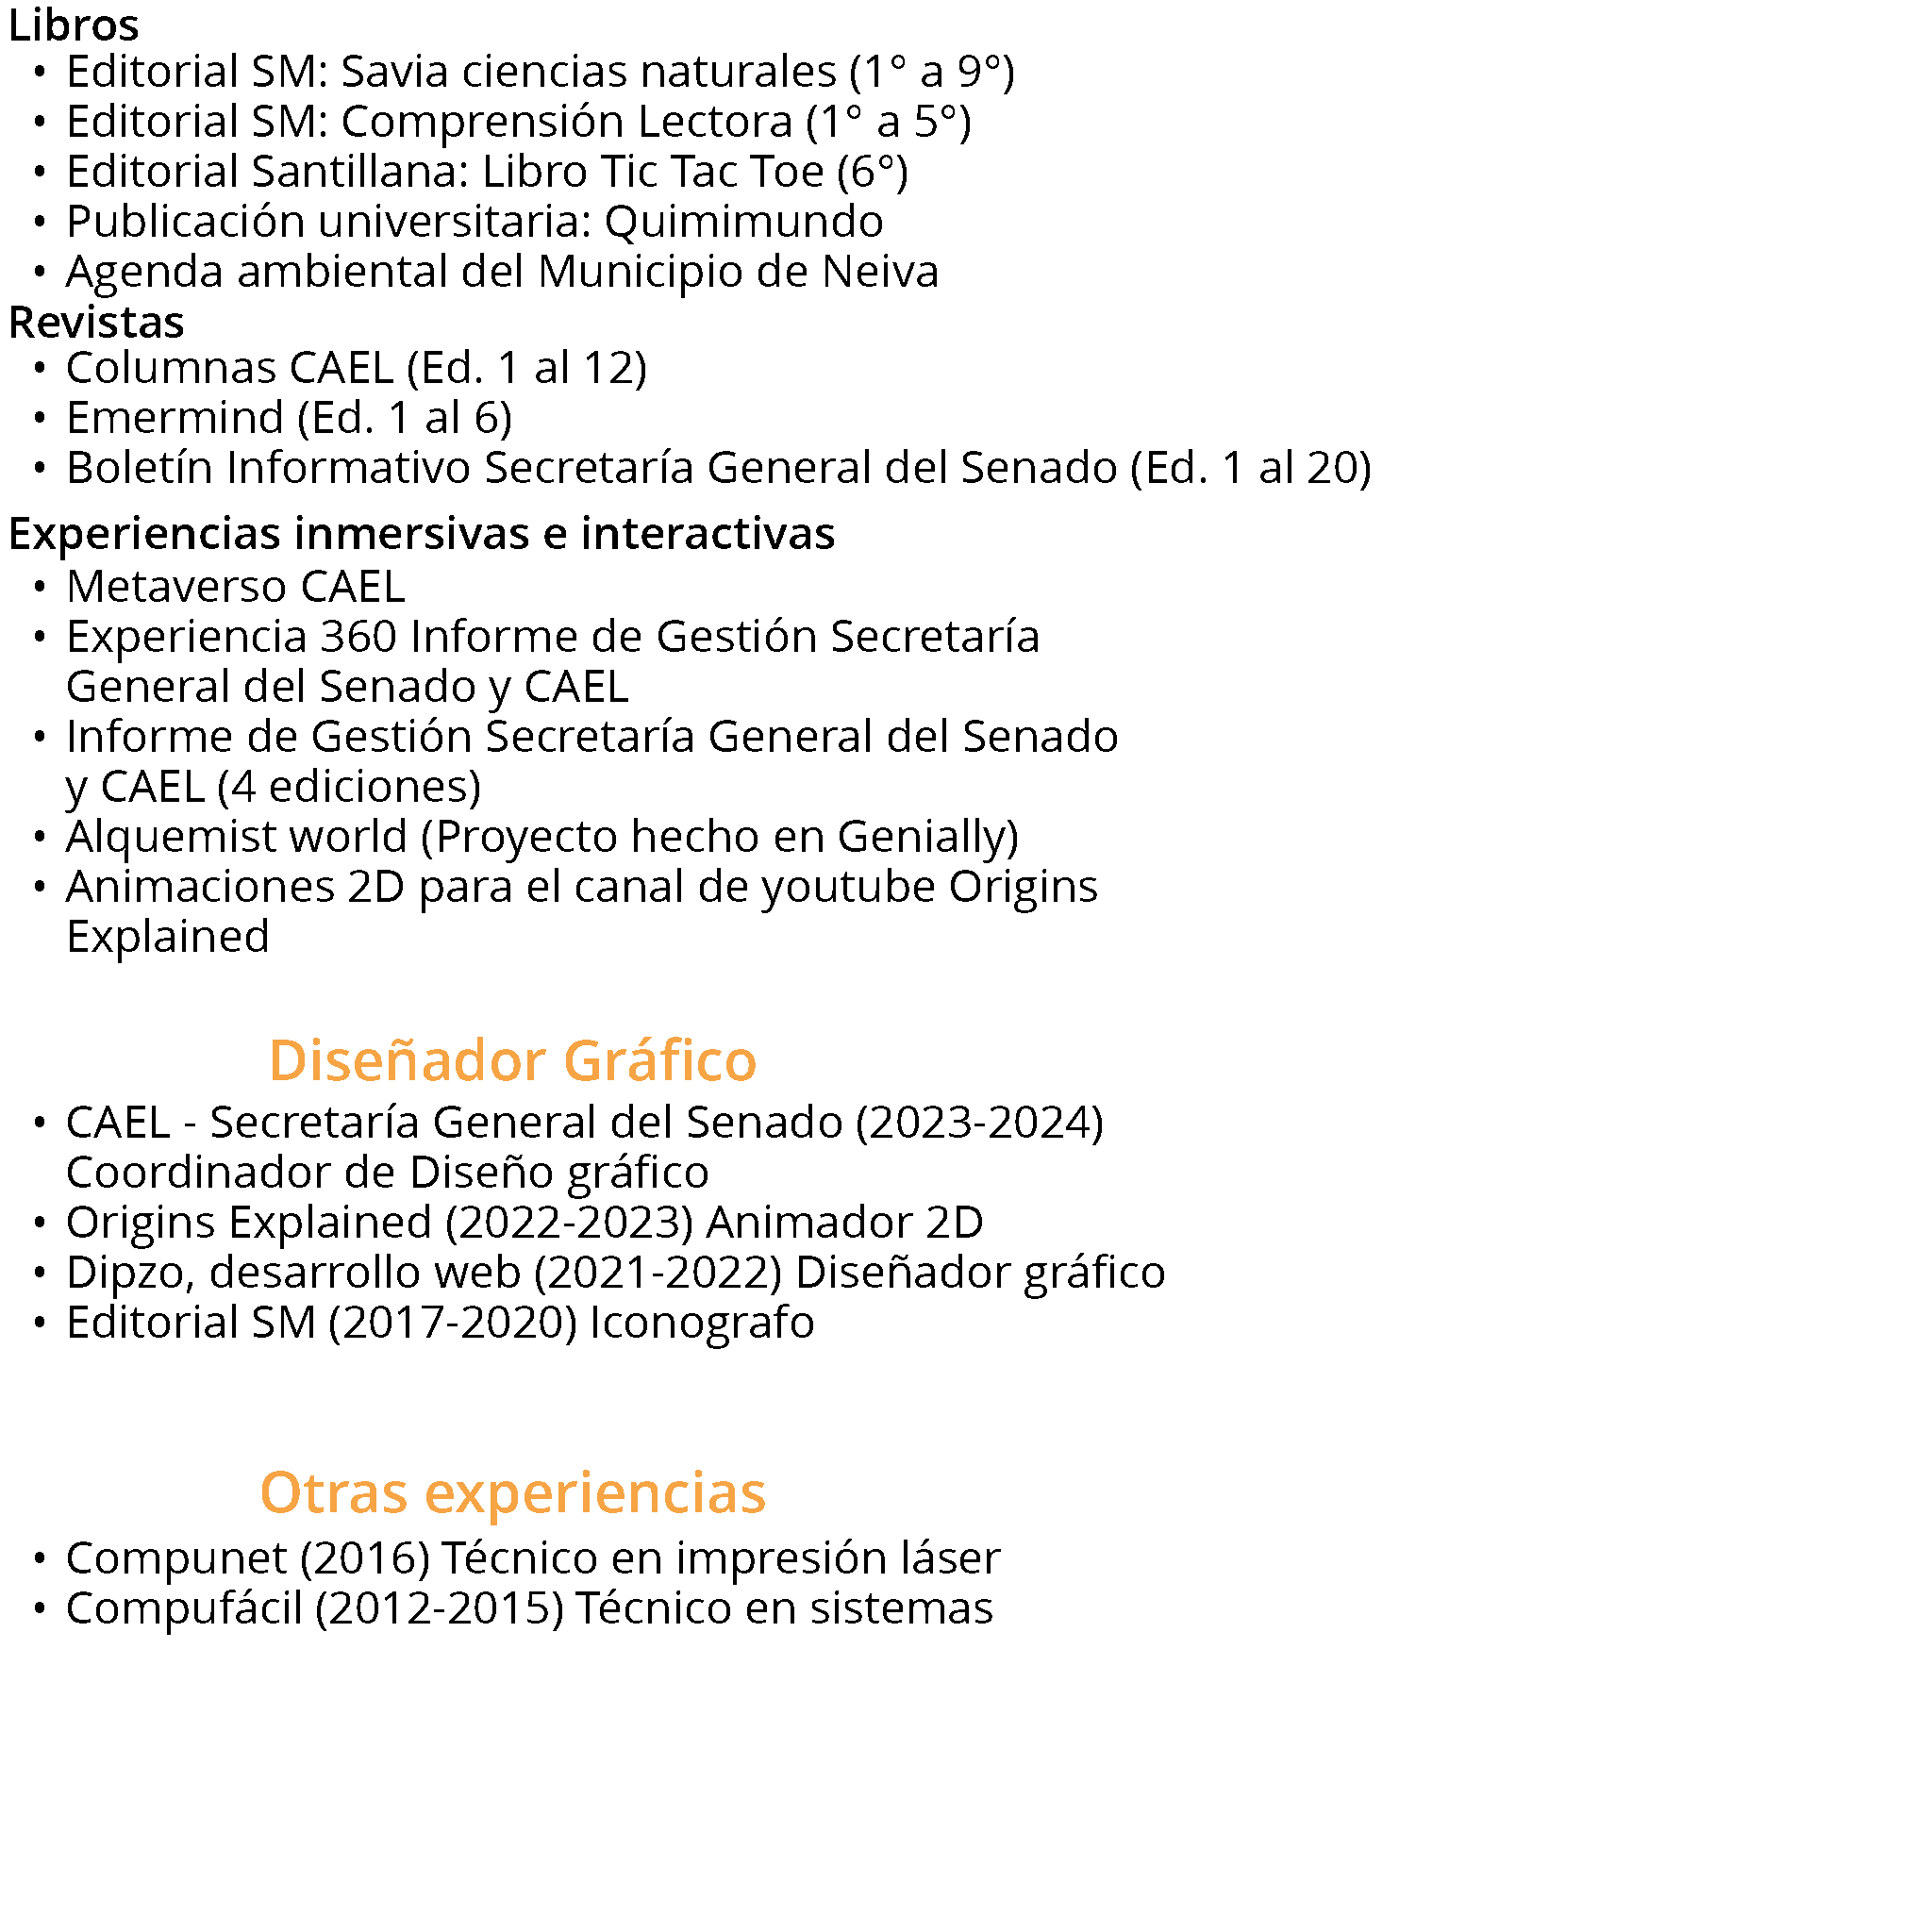 Libros
• Editorial SM: Savia ciencias naturales (1° a 9°)
• Editorial SM: Comprensión Lectora (1° a 5°)
• Editorial Santillana: Libro Tic Tac Toe (6°)
• Publicación universitaria: Quimimundo
• Agenda ambiental del Municipio de Neiva
Revistas
• Columnas CAEL (Ed. 1 al 12)
• Emermind (Ed. 1 al 6)
• Boletín Informativo Secretaría General del Senado (Ed. 1 al 20)
Experiencias inmersivas e interactivas
• Metaverso CAEL
• Experiencia 360 Informe de Gestión Secretaría
General del Senado y CAEL
• Informe de Gestión Secretaría General del Senado
y CAEL (4 ediciones)
• Alquemist world (Proyecto hecho en Genially)
• Animaciones 2D para el canal de youtube Origins
Explained
Diseñador Gráfico
• CAEL - Secretaría General del Senado (2023-2024)
Coordinador de Diseño gráfico
• Origins Explained (2022-2023) Animador 2D
• Dipzo, desarrollo web (2021-2022) Diseñador gráfico
• Editorial SM (2017-2020) Iconografo
Otras experiencias
• Compunet (2016) Técnico en impresión láser
• Compufácil (2012-2015) Técnico en sistemas